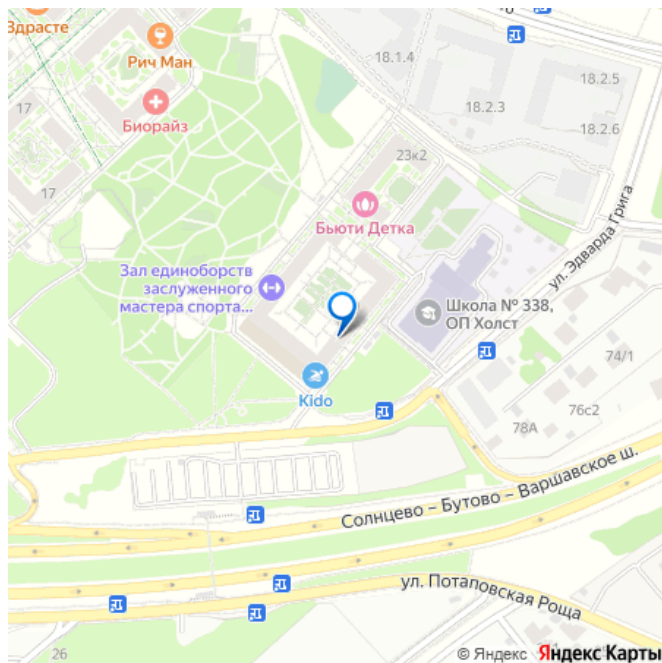 Здрасте
Рич Ман
18.1.4
18.2.5
18.2.3
17
Биорайз
18.2.6
23к2
17
Бьюти Детка
ул. Эдварда Грига
Зал единоборств
заслуженного
мастера спорта...
Школа № 338,
ОП Холст
74/1
Kido
76с2
78А
Солнцево – Бутово – Варшавское ш.
ул. Потаповская Роща
26
© Яндекс Яндекс Карты